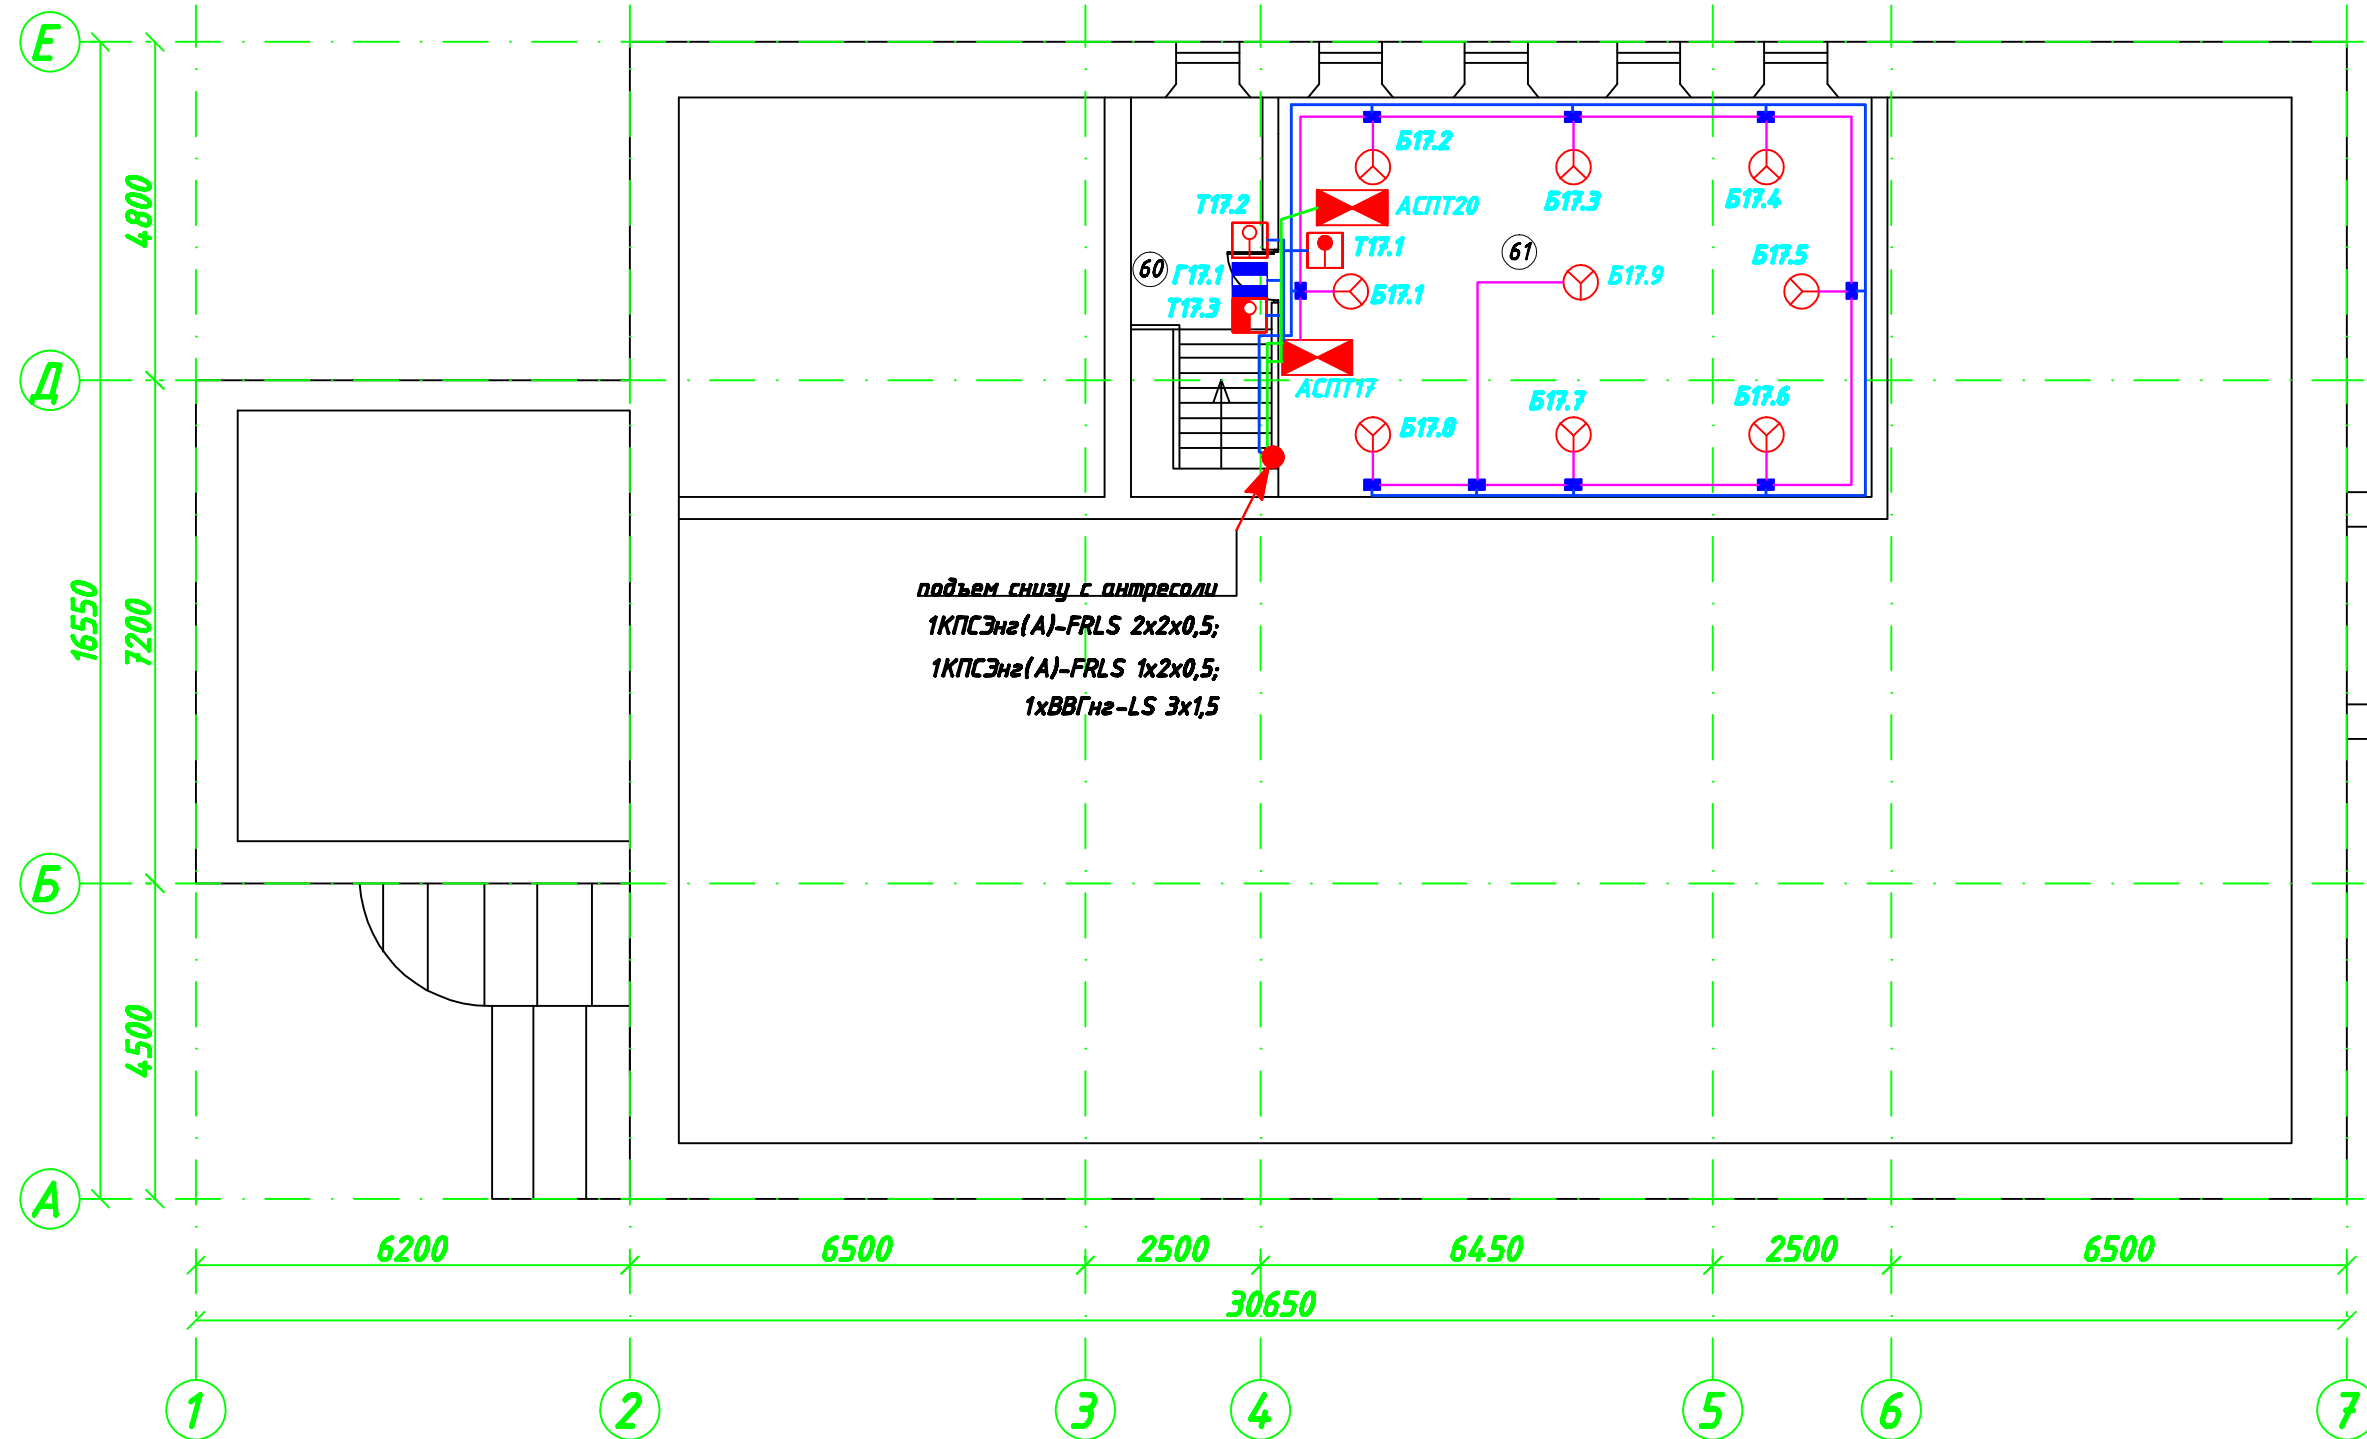 Е
Б17.2
Т17.2
АСПТ20
Б17.3
Б17.4
4800
Т17.1
61
Б17.5
60
Г17.1
Б17.9
Б17.1
Т17.3
Д
АСПТ17
Б17.7
Б17.6
Б17.8
16550
7200
подъем снизу с антресоли
1КПСЭнг(А)-FRLS 2х2х0,5;
1КПСЭнг(А)-FRLS 1х2х0,5;
1хВВГнг-LS 3х1,5
Б
4500
А
6200
6500
2500
6450
2500
6500
30650
1
2
3
4
5
6
7